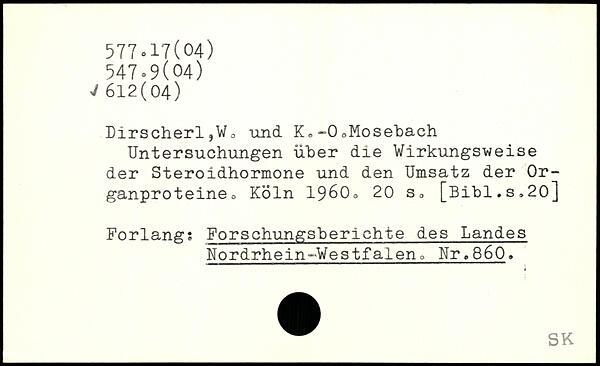 577.17(04)
547.9(04)
✓ 612(04)
Dirscherl,W. und K.-O.Mosebach
Untersuchungen über die Wirkungsweise
der Steroidhormone und den Umsatz der Or-
ganproteine. Köln 1960. 20 s. [Bibl.s.20]
Forlang: Forschungsberichte des Landes
Nordrhein-Westfalen. Nr.860.
SK